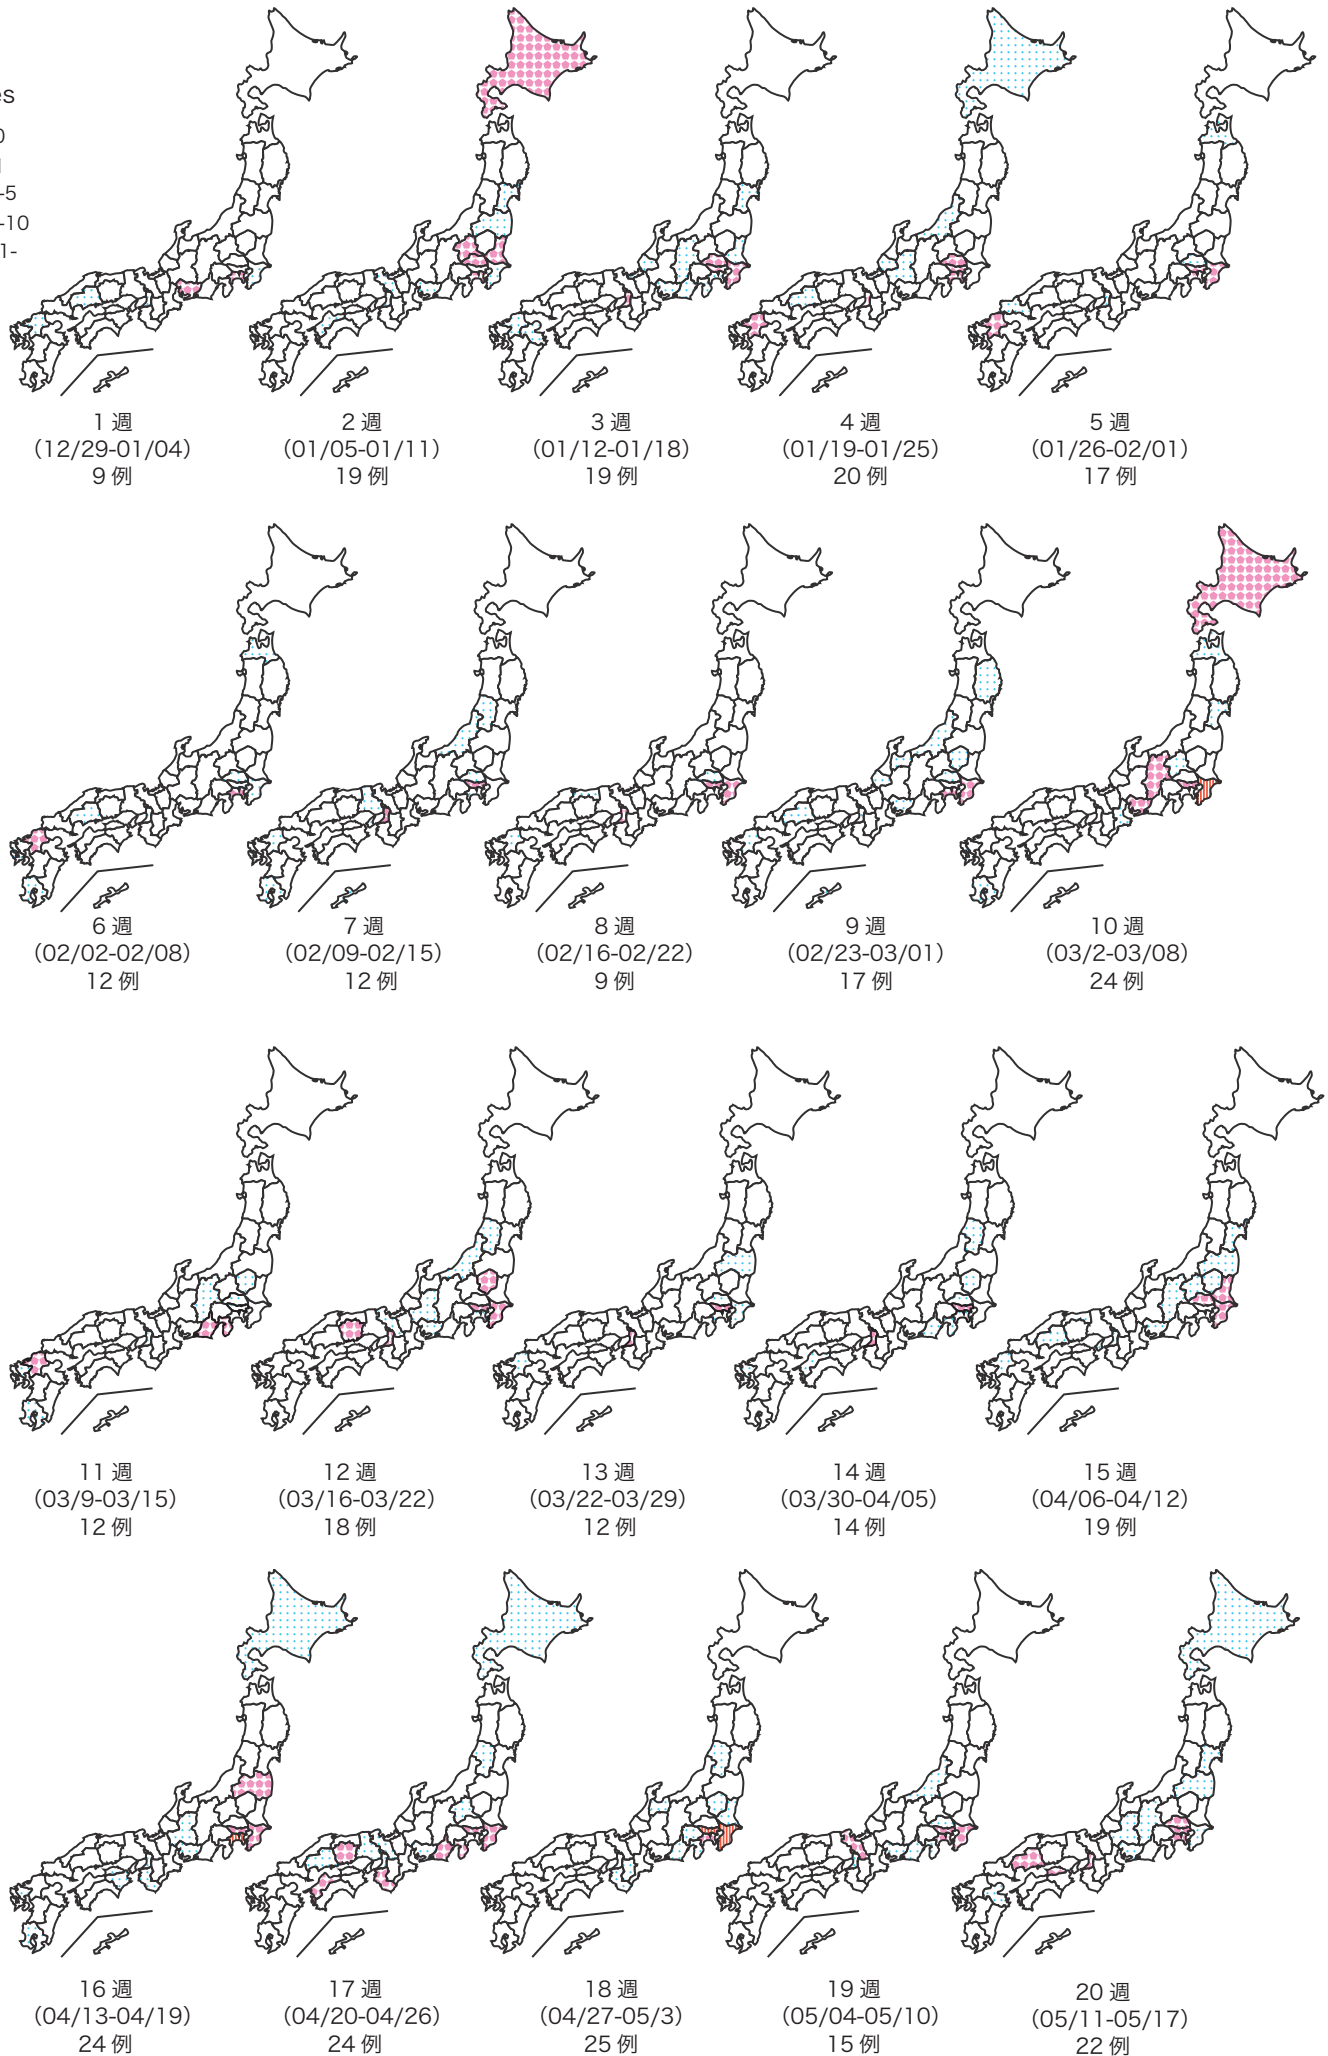 es
0
-5
-10
1-
1 週
（12/29-01/04）
9 例
2 週
（01/05-01/11）
19 例
3 週
（01/12-01/18）
19 例
4 週
（01/19-01/25）
20 例
5 週
（01/26-02/01）
17 例
6 週
（02/02-02/08）
12 例
7 週
（02/09-02/15）
12 例
8 週
（02/16-02/22）
9 例
9 週
（02/23-03/01）
17 例
10 週
（03/2-03/08）
24 例
11 週
（03/9-03/15）
12 例
12 週
（03/16-03/22）
18 例
13 週
（03/22-03/29）
12 例
14 週
（03/30-04/05）
14 例
15 週
（04/06-04/12）
19 例
16 週
（04/13-04/19）
24 例
17 週
（04/20-04/26）
24 例
18 週
（04/27-05/3）
25 例
19 週
（05/04-05/10）
15 例
20 週
（05/11-05/17）
22 例